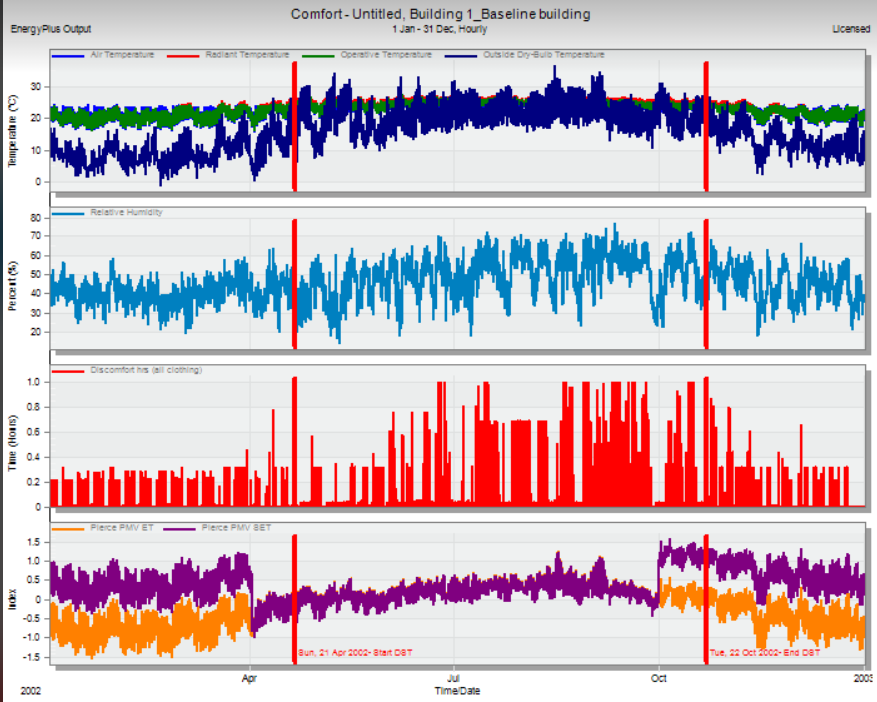 Comfort - Untitled, Building 1_Baseline building
EnergyPlus Output 1 Jan - 31 Dec, Hourly Licensed
Air Temperature Radiant Temperature Operative Temperature Outside Dry-Bulb Temperature
Temperature (°C)
30
20
10
0
Relative Humidity
Percent (%)
80
70
60
50
40
30
20
Discomfort hrs (all clothing)
Time (Hours)
1.0
0.8
0.6
0.4
0.2
0
Pierce PMV ET Pierce PMV SET
Index
1.5
1.0
0.5
0
-0.5
-1.0
-1.5
Sun, 21 Apr 2002- Start DST Tue, 22 Oct 2002- End DST
Apr Jul Oct
2002 Time/Date 2003